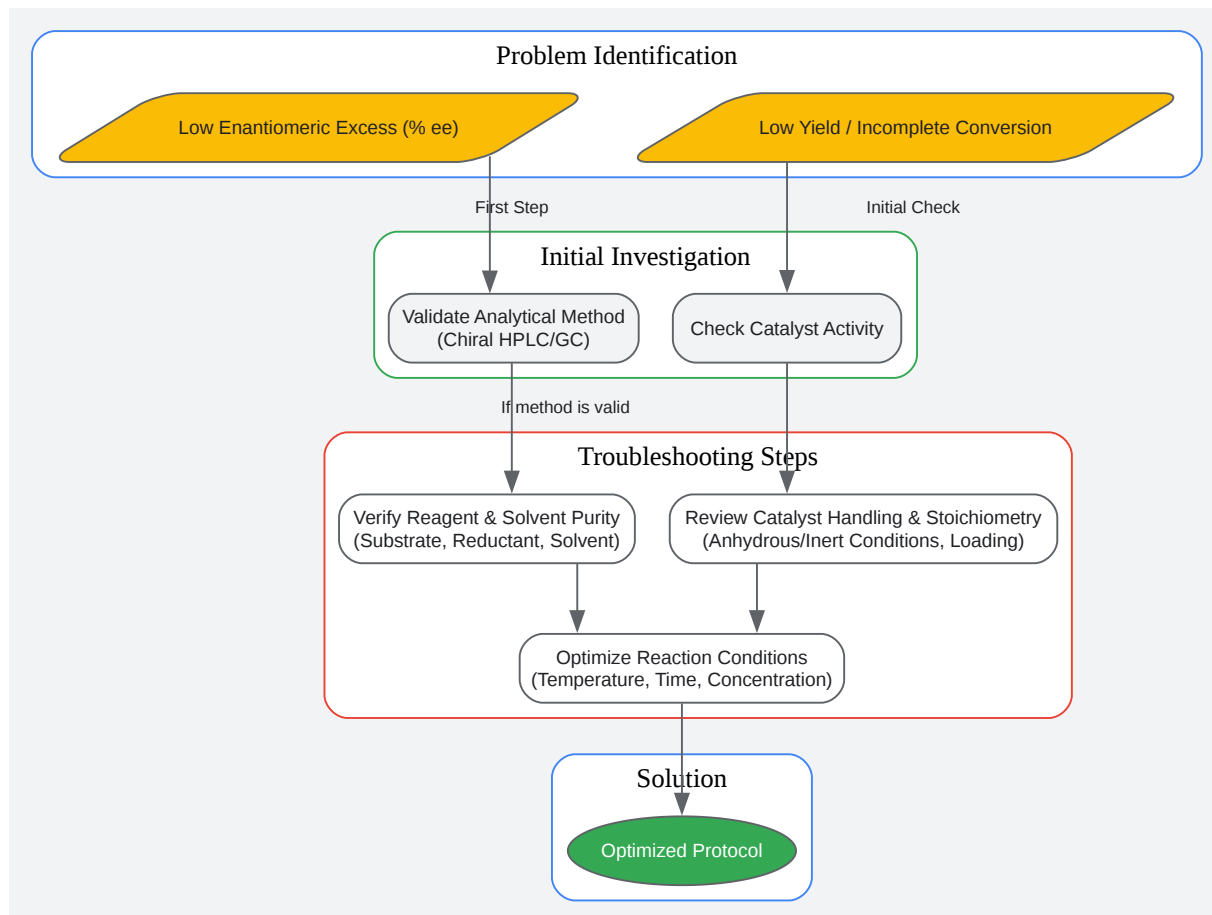 Problem Identification
Low Enantiomeric Excess (% ee)
Low Yield / Incomplete Conversion
First Step
Initial Check
Initial Investigation
Validate Analytical Method
(Chiral HPLC/GC)
Check Catalyst Activity
If method is valid
Troubleshooting Steps
Verify Reagent & Solvent Purity
(Substrate, Reductant, Solvent)
Review Catalyst Handling & Stoichiometry
(Anhydrous/Inert Conditions, Loading)
Optimize Reaction Conditions
(Temperature, Time, Concentration)
Solution
Optimized Protocol